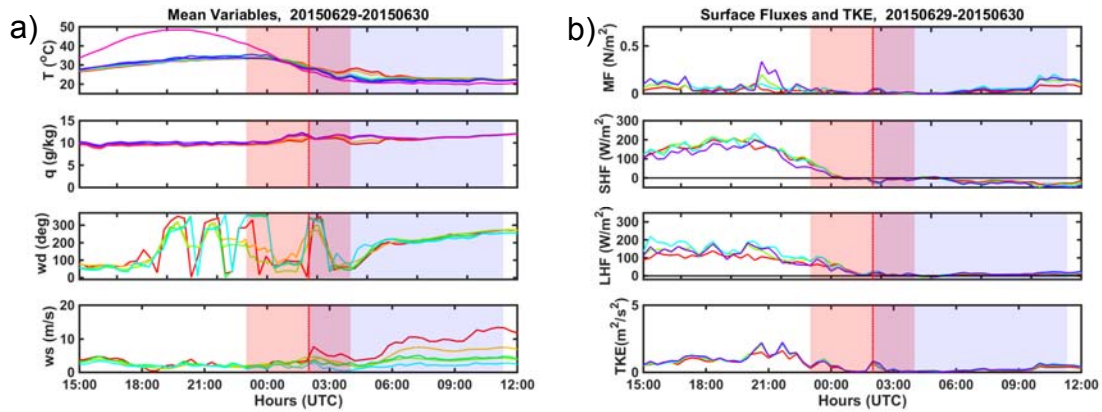 a)
Mean Variables, 20150629-20150630
T (°C)
50
40
30
20
q (g/kg)
15
10
5
0
wd (deg)
300
200
100
0
ws (m/s)
20
10
0
15:00 18:00 21:00 00:00 03:00 06:00 09:00 12:00
Hours (UTC)
b)
Surface Fluxes and TKE, 20150629-20150630
MF (N/m²)
0.5
0
SHF (W/m²)
300
200
100
0
LHF (W/m²)
300
200
100
0
TKE(m²/s²)
5
0
15:00 18:00 21:00 00:00 03:00 06:00 09:00 12:00
Hours (UTC)